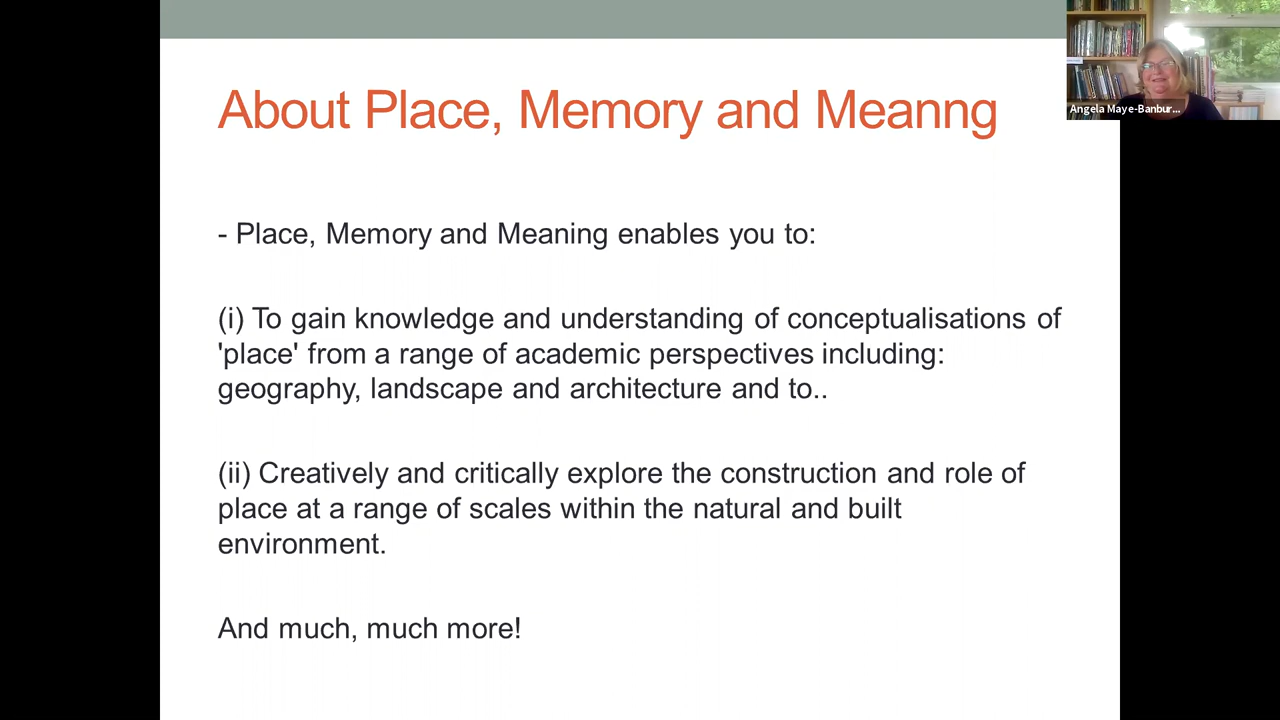 About Place, Memory and Meanng
Angela Maye-Banbur...
- Place, Memory and Meaning enables you to:
(i) To gain knowledge and understanding of conceptualisations of
'place' from a range of academic perspectives including:
geography, landscape and architecture and to..
(ii) Creatively and critically explore the construction and role of
place at a range of scales within the natural and built
environment.
And much, much more!